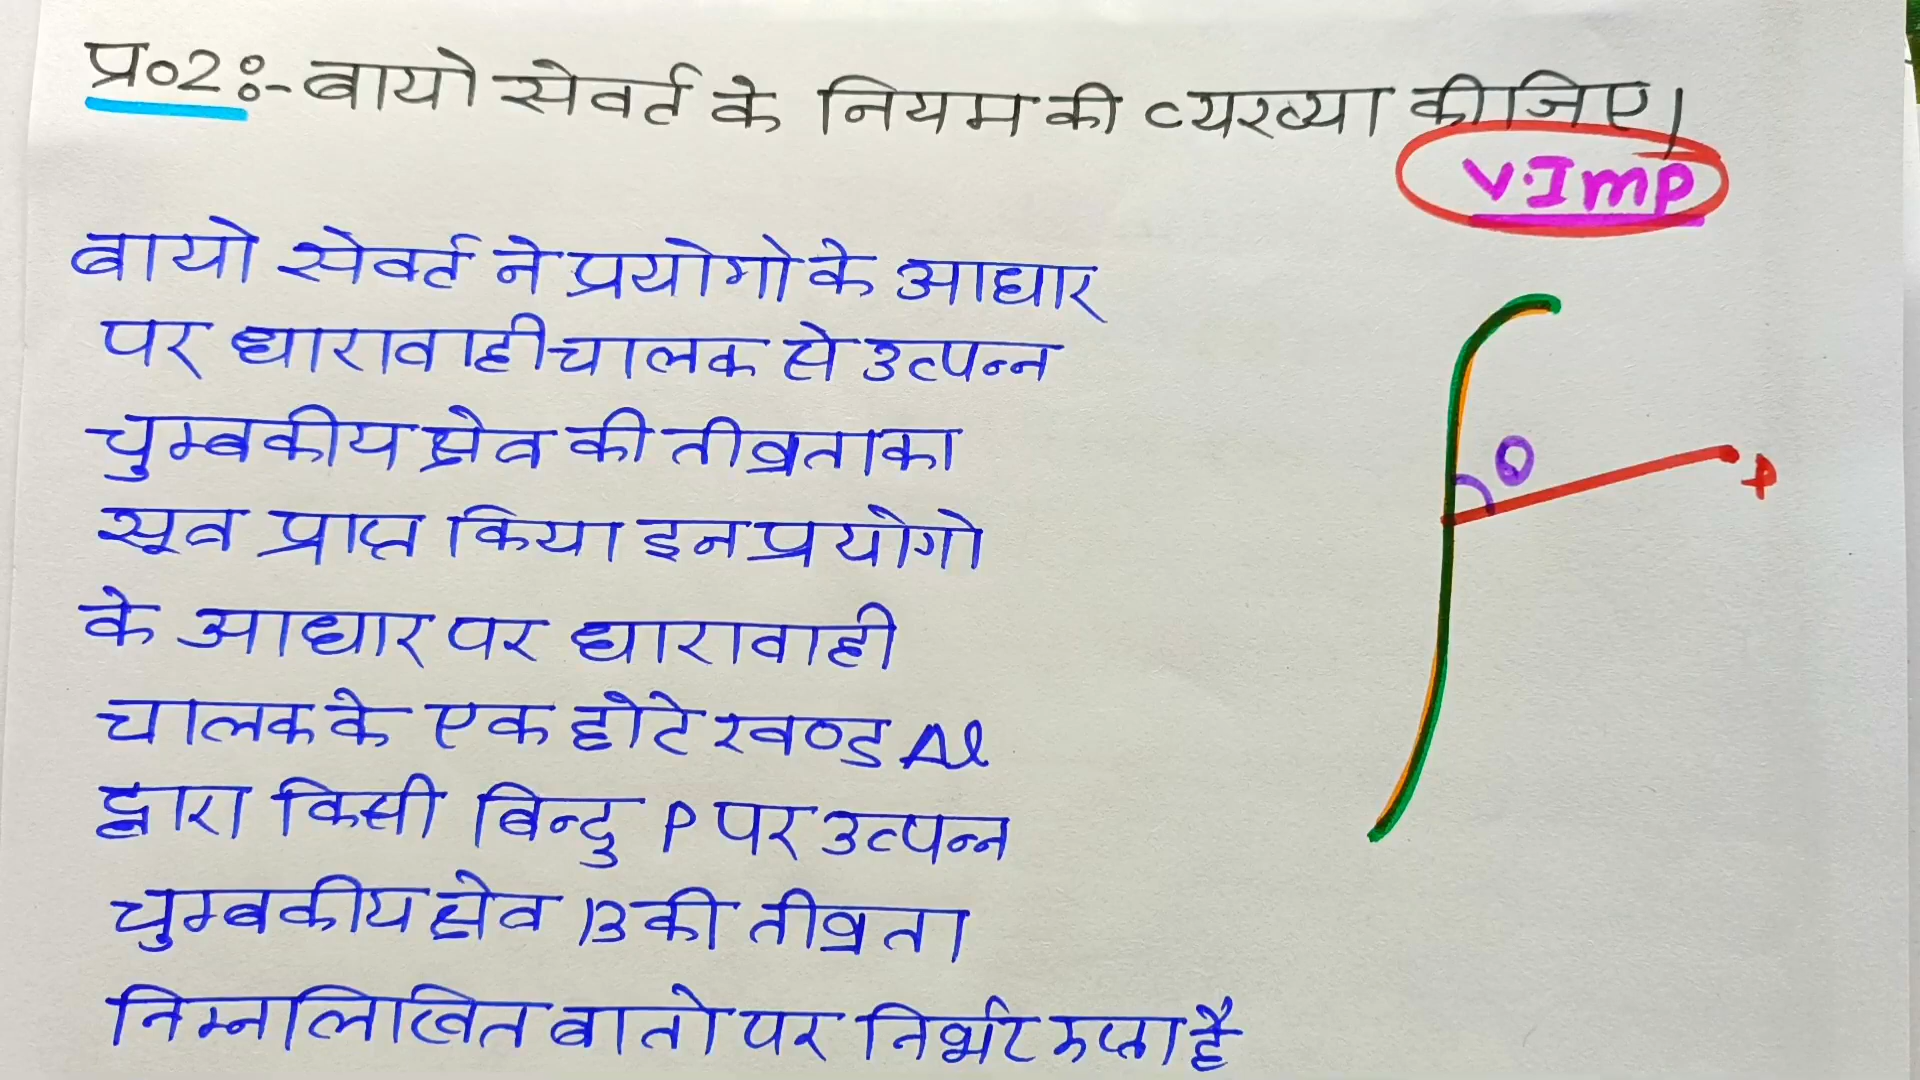 प्र०2ः-बायो सेवर्त के नियम की व्यख्या कीजिए।
V.Imp
बायो सेवर्त ने प्रयोगो के आधार
पर धारावाही चालक से उत्पन्न
चुम्बकीय क्षेत्र की तीव्रता का
सूत्र प्राप्त किया इन प्रयोगो
के आधार पर धारावाही
चालक के एक छोटे खण्ड Δl
द्वारा किसी बिन्दु P पर उत्पन्न
चुम्बकीय क्षेत्र B की तीव्रता
निम्नलिखित बातो पर निर्भर करता है
θ
P